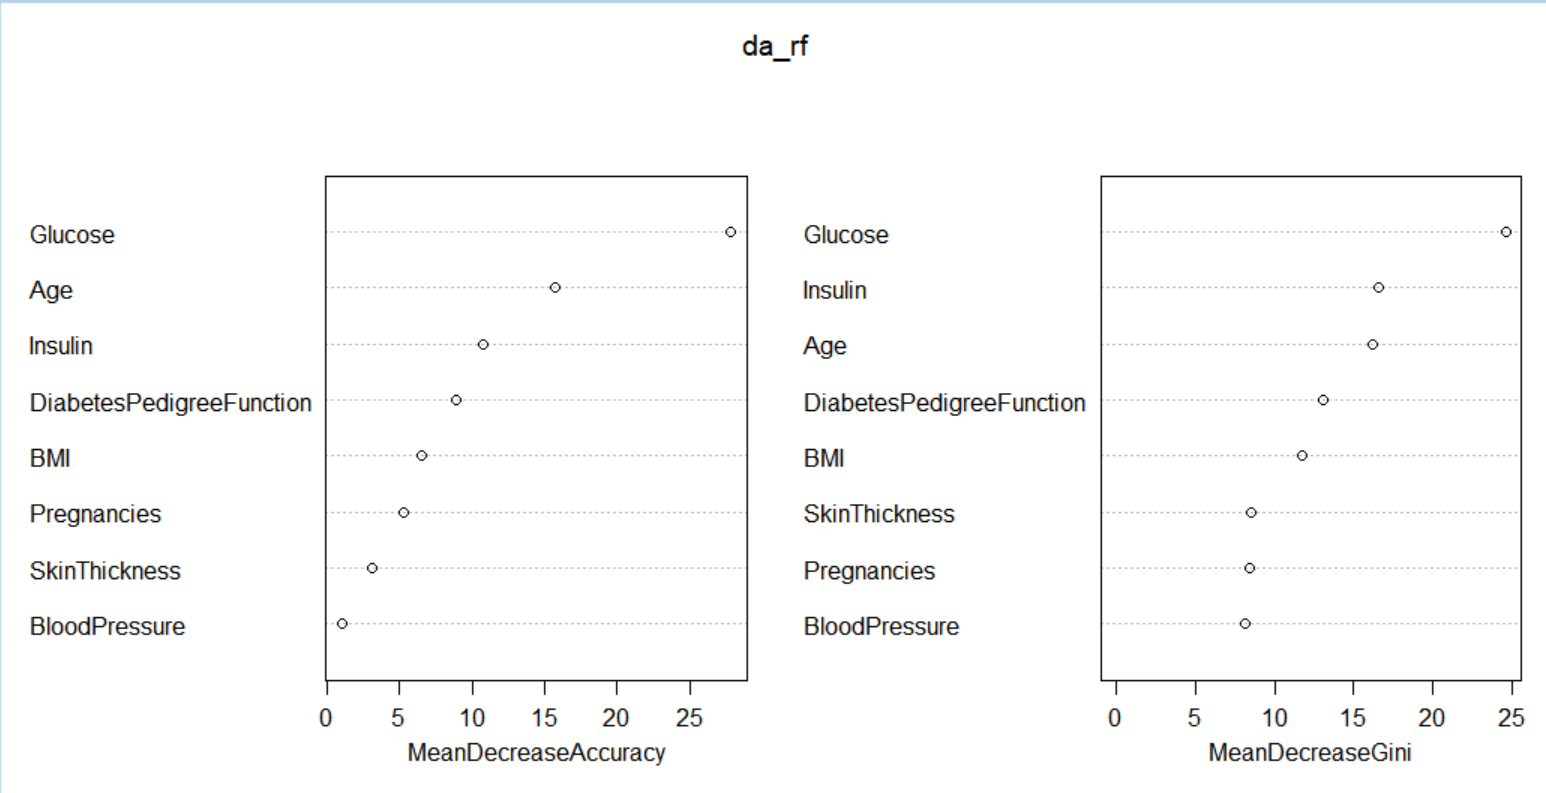 da_rf
Glucose
Age
Insulin
DiabetesPedigreeFunction
BMI
Pregnancies
SkinThickness
BloodPressure
0 5 10 15 20 25
MeanDecreaseAccuracy
Glucose
Insulin
Age
DiabetesPedigreeFunction
BMI
SkinThickness
Pregnancies
BloodPressure
0 5 10 15 20 25
MeanDecreaseGini